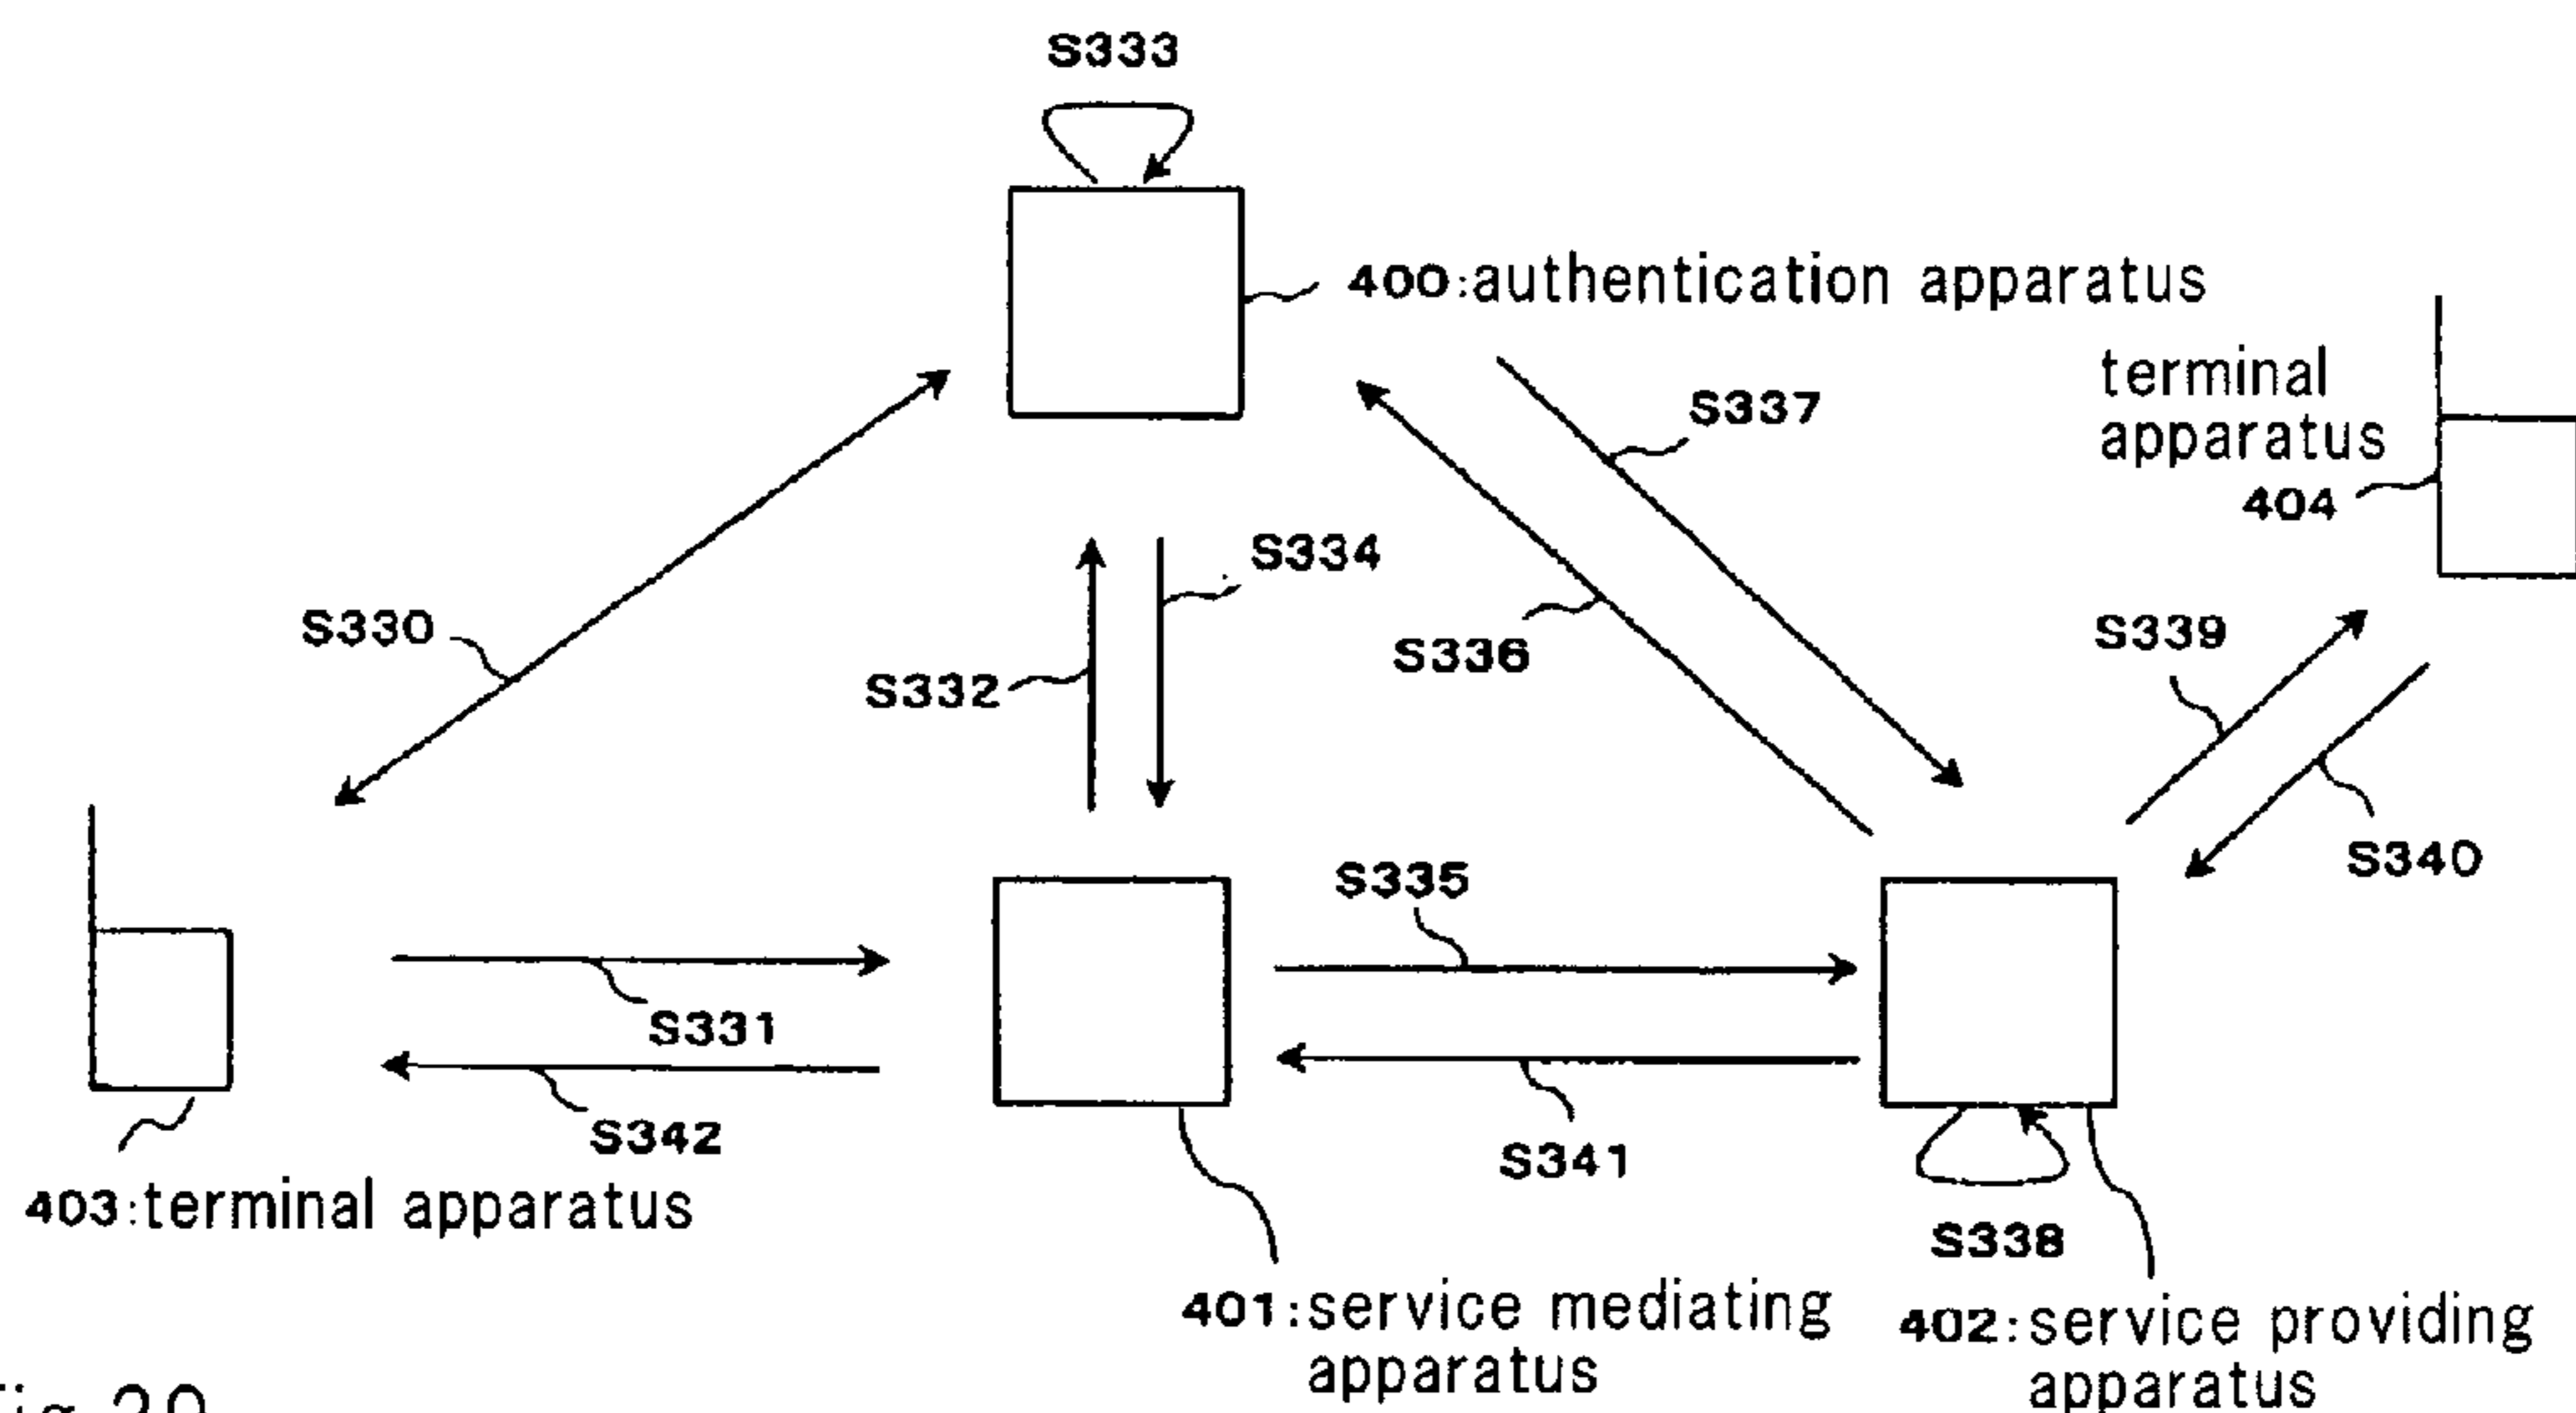 S333
400:authentication apparatus
terminal
apparatus
404
S337
S334
S336
S332
S330
S339
S340
S335
S331
S341
S342
S338
403:terminal apparatus
401:service mediating
apparatus
402:service providing
apparatus